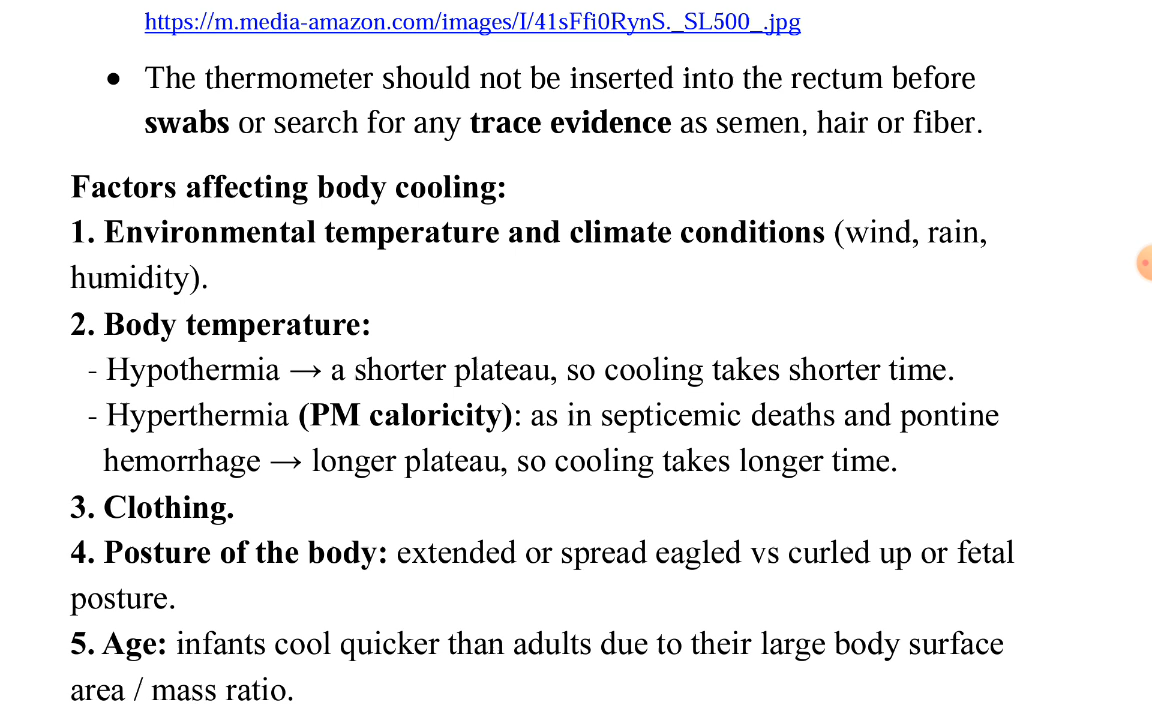 https://m.media-amazon.com/images/I/41sFfi0RynS._SL500_.jpg
• The thermometer should not be inserted into the rectum before
swabs or search for any trace evidence as semen, hair or fiber.
Factors affecting body cooling:
1. Environmental temperature and climate conditions (wind, rain,
humidity).
2. Body temperature:
- Hypothermia → a shorter plateau, so cooling takes shorter time.
- Hyperthermia (PM caloricity): as in septicemic deaths and pontine
hemorrhage → longer plateau, so cooling takes longer time.
3. Clothing.
4. Posture of the body: extended or spread eagled vs curled up or fetal
posture.
5. Age: infants cool quicker than adults due to their large body surface
area / mass ratio.